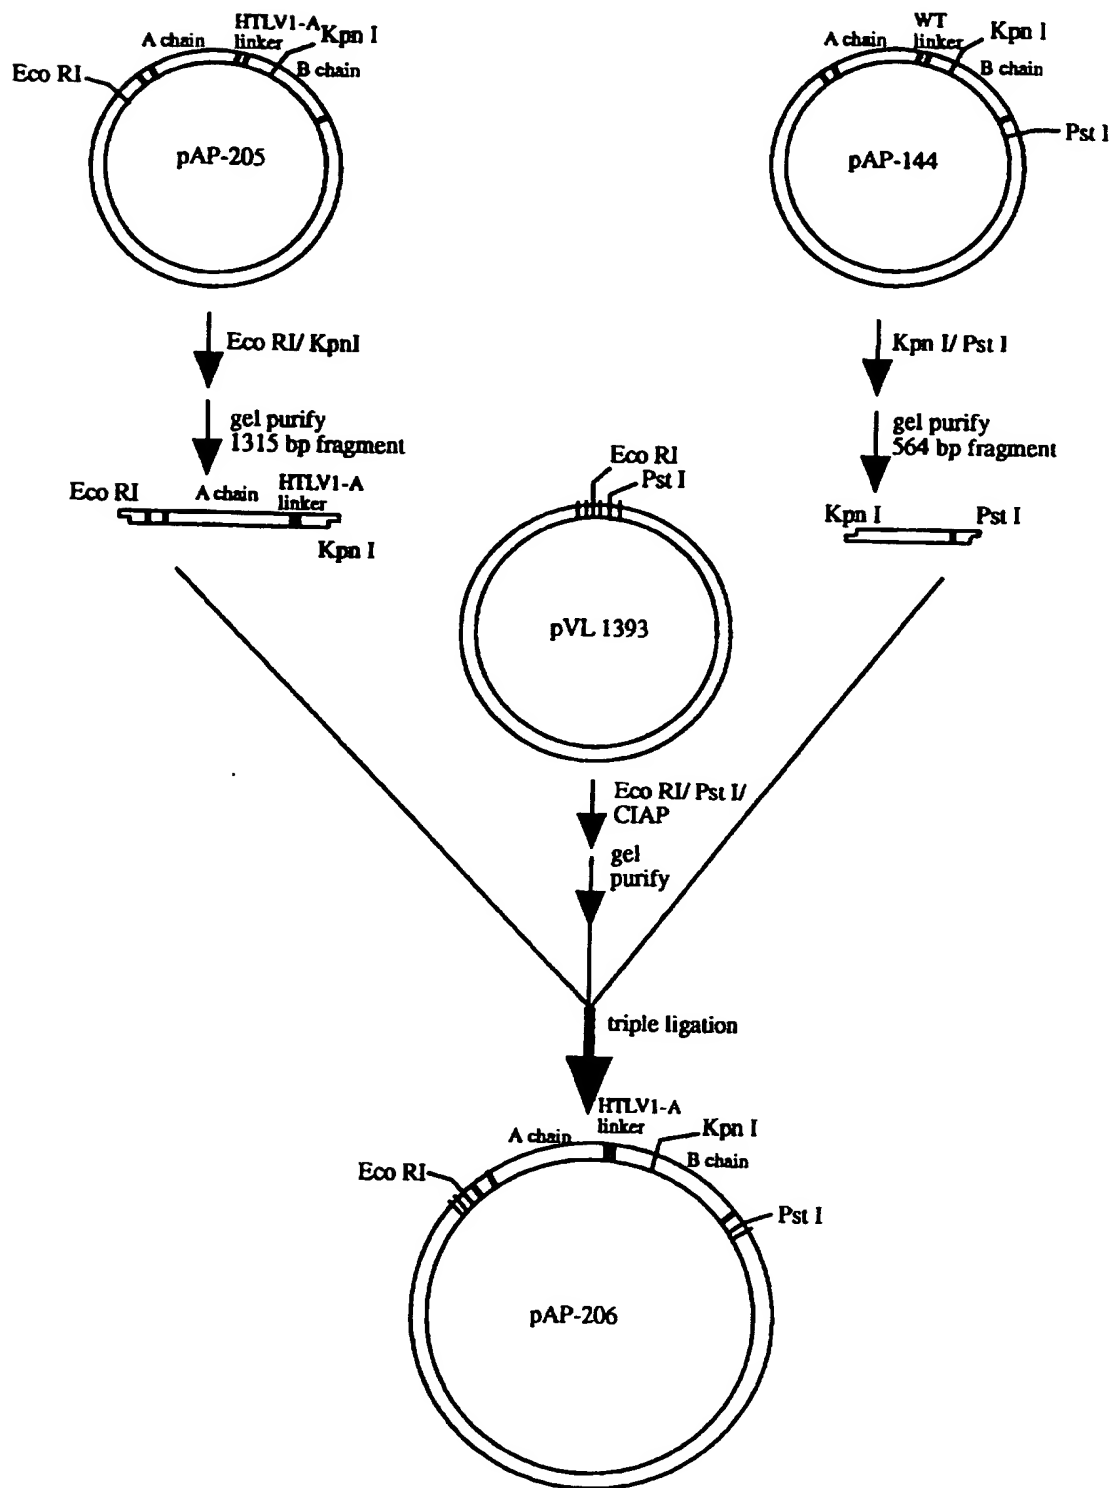 HTLV1-A
linker
A chain
Kpn I
B chain
Eco RI
pAP-205
WT
linker
A chain
Kpn I
B chain
Pst I
pAP-144
Eco RI/ KpnI
gel purify
1315 bp fragment
Kpn I/ Pst I
gel purify
564 bp fragment
Eco RI
A chain
HTLV1-A
linker
Kpn I
Eco RI
Pst I
Kpn I
Pst I
pVL 1393
Eco RI/ Pst I/
CIAP
gel
purify
triple ligation
HTLV1-A
linker
A chain
Kpn I
B chain
Eco RI
Pst I
pAP-206